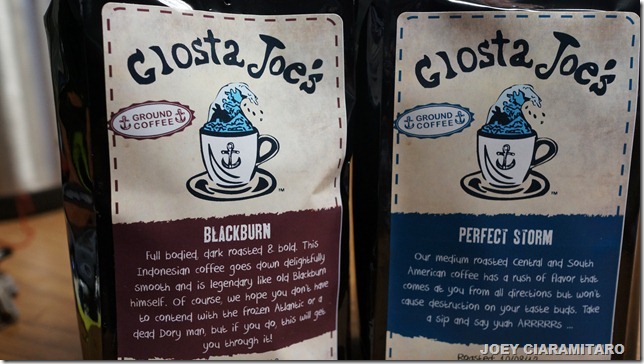 Glosta Joe's
GROUND
COFFEE
TM
BLACKBURN
Full bodied, dark roasted & bold. This
Indonesian coffee goes down delightfully
smooth and is legendary like old Blackburn
himself. Of course, we hope you don't have
to contend with the frozen Atlantic or a
dead Dory man, but if you do, this will get
you through it!
Glosta Joe's
GROUND
COFFEE
TM
PERFECT STORM
Our medium roasted Central and South
American coffee has a rush of flavor that
comes at you from all directions but won't
cause destruction on your taste buds. Take
a sip and say yuah ARRRRRS ...
Roasted
JOEY CIARAMITARO